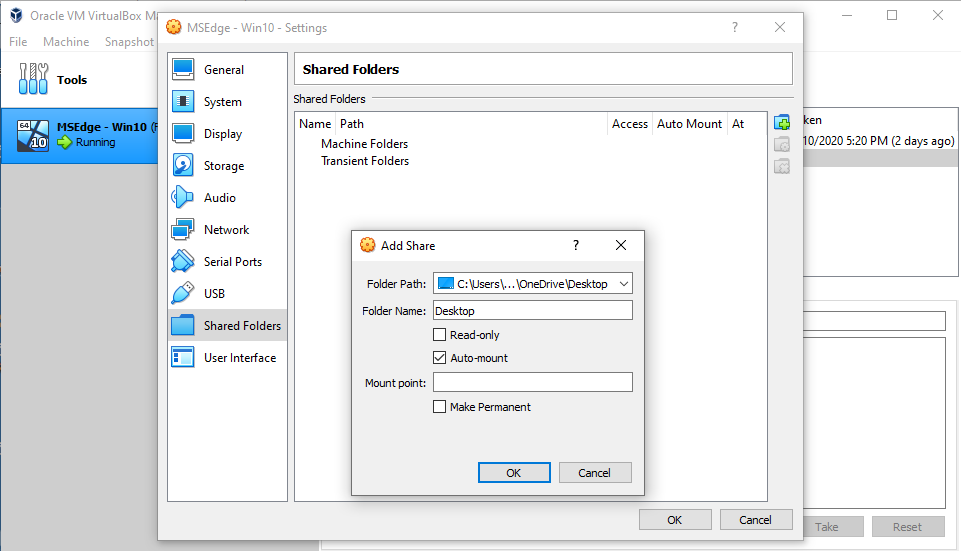 Oracle VM VirtualBox Ma
File Machine Snapshot
Tools
64
10
MSEdge - Win10 (F
Running
MSEdge - Win10 - Settings
?
General
System
Display
Storage
Audio
Network
Serial Ports
USB
Shared Folders
User Interface
Shared Folders
Shared Folders
Name Path Access Auto Mount At
Machine Folders
Transient Folders
Add Share
?
Folder Path: C:\Users\...\OneDrive\Desktop
Folder Name: Desktop
Read-only
Auto-mount
Mount point:
Make Permanent
OK Cancel
OK Cancel
ken
10/2020 5:20 PM (2 days ago)
Take Reset